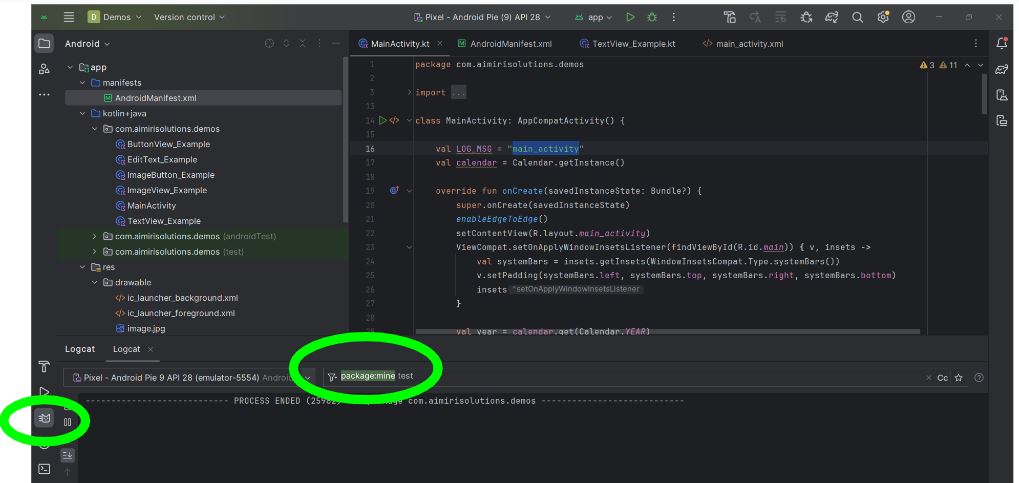 D Demos Version control Pixel - Android Pie (9) API 28 app
Android
MainActivity.kt AndroidManifest.xml TextView_Example.kt main_activity.xml
app
manifests
AndroidManifest.xml
kotlin+java
com.aimirisolutions.demos
ButtonView_Example
EditText_Example
ImageButton_Example
ImageView_Example
MainActivity
TextView_Example
com.aimirisolutions.demos (androidTest)
com.aimirisolutions.demos (test)
res
drawable
ic_launcher_background.xml
ic_launcher_foreground.xml
image.jpg
3 11
1 package com.aimirisolutions.demos
2
3 import ...
13
14 class MainActivity: AppCompatActivity() {
15
16 val LOG_MSG = "main_activity"
17 val calendar = Calendar.getInstance()
18
19 override fun onCreate(savedInstanceState: Bundle?) {
20 super.onCreate(savedInstanceState)
21 enableEdgeToEdge()
22 setContentView(R.layout.main_activity)
23 ViewCompat.setOnApplyWindowInsetsListener(findViewById(R.id.main)) { v, insets ->
24 val systemBars = insets.getInsets(WindowInsetsCompat.Type.systemBars())
25 v.setPadding(systemBars.left, systemBars.top, systemBars.right, systemBars.bottom)
26 insets ^setOnApplyWindowInsetsListener
27 }
28
val year = calendar.get(Calendar.YEAR)
Logcat Logcat
Pixel - Android Pie 9 API 28 (emulator-5554) Android package:mine test Cc
---------------------------- PROCESS ENDED com.aimirisolutions.demos ----------------------------